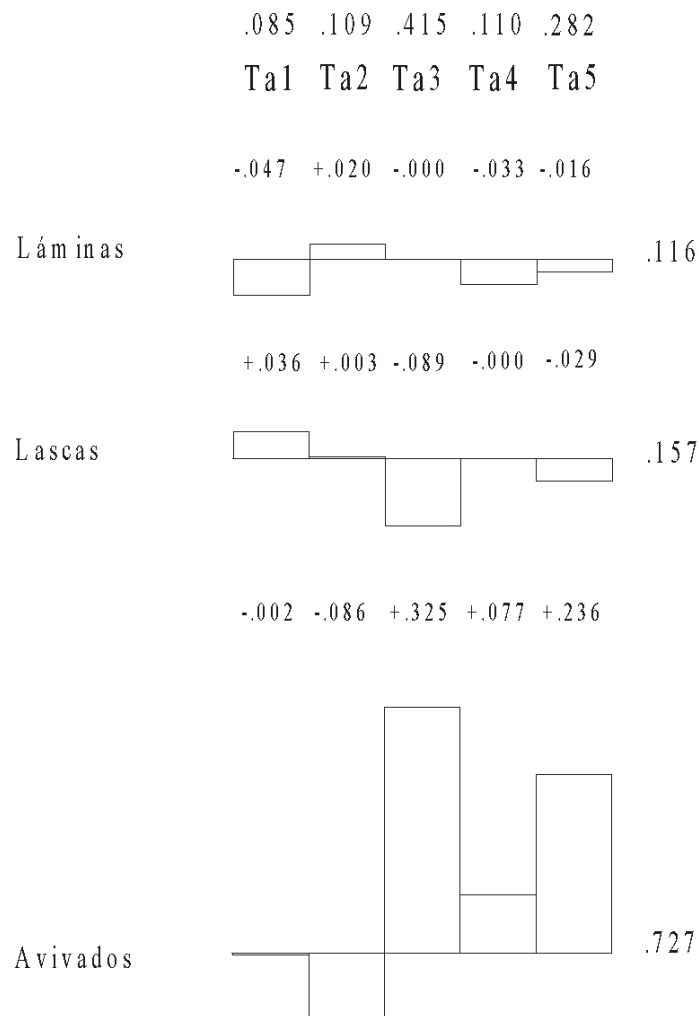 .085 .109 .415 .110 .282
Ta1 Ta2 Ta3 Ta4 Ta5
-.047 +.020 -.000 -.033 -.016
Láminas .116
+.036 +.003 -.089 -.000 -.029
Lascas .157
-.002 -.086 +.325 +.077 +.236
Avivados .727